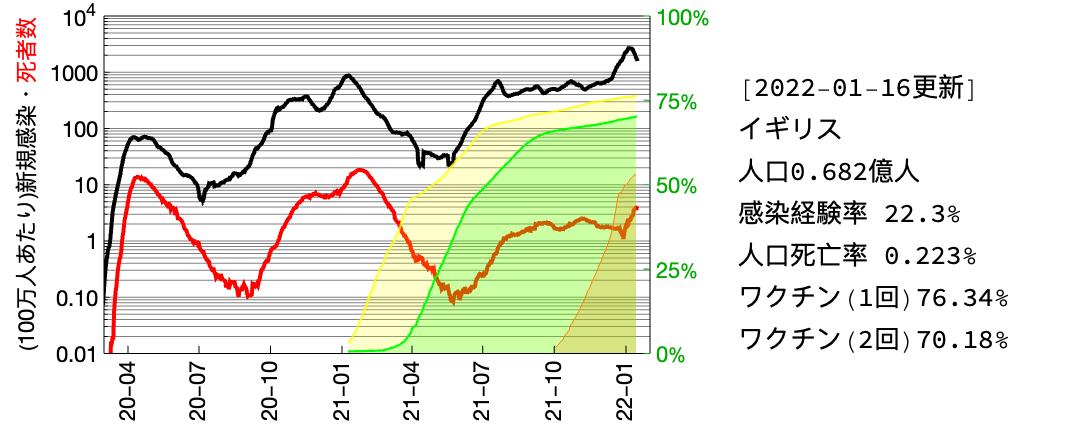 (100万人あたり)新規感染・死者数
10^4
1000
100
10
1
0.10
0.01
100%
75%
50%
25%
0%
20-04
20-07
20-10
21-01
21-04
21-07
21-10
22-01
[2022-01-16更新]
イギリス
人口0.682億人
感染経験率 22.3%
人口死亡率 0.223%
ワクチン(1回)76.34%
ワクチン(2回)70.18%